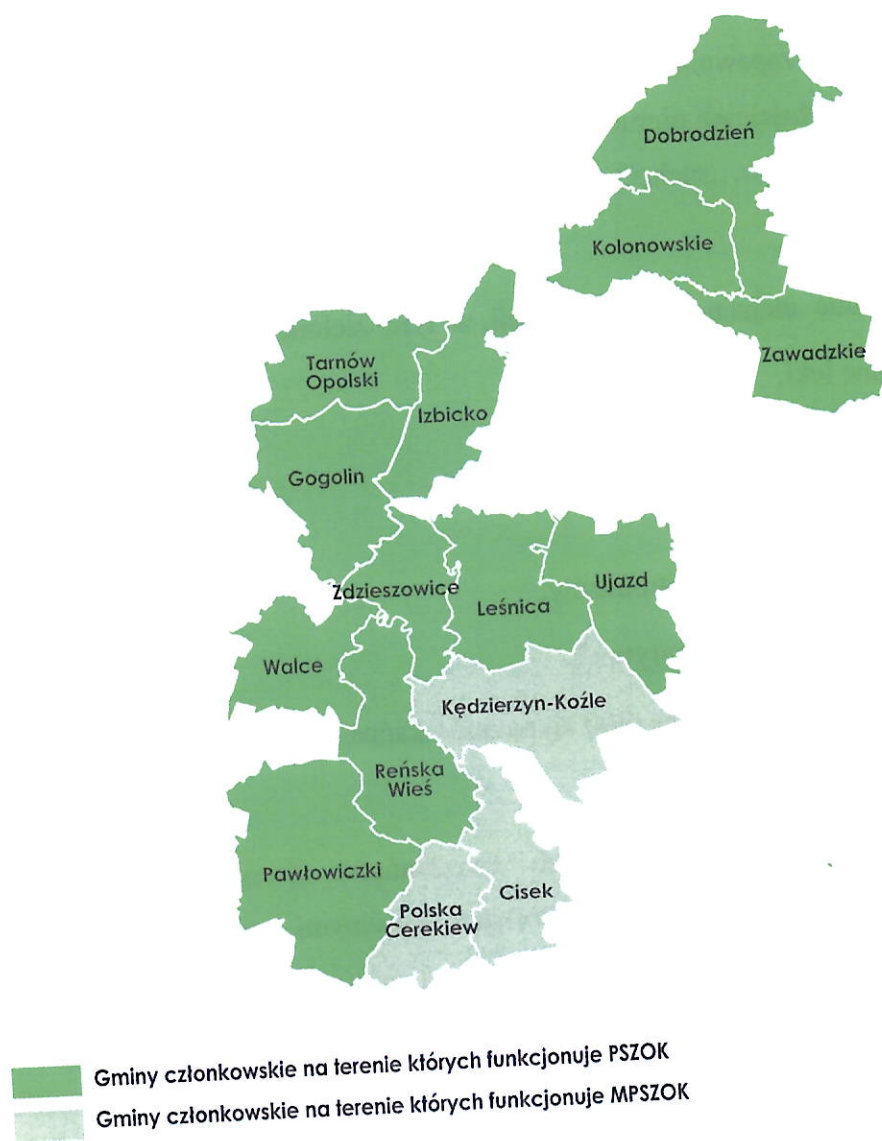 Dobrodzień
Kolonowskie
Zawadzkie
Tarnów
Opolski
Izbicko
Gogolin
Zdzieszowice
Leśnica
Ujazd
Walce
Kędzierzyn-Koźle
Reńska
Wieś
Pawłowiczki
Polska
Cerekiew
Cisek
Gminy członkowskie na terenie których funkcjonuje PSZOK
Gminy członkowskie na terenie których funkcjonuje MPSZOK